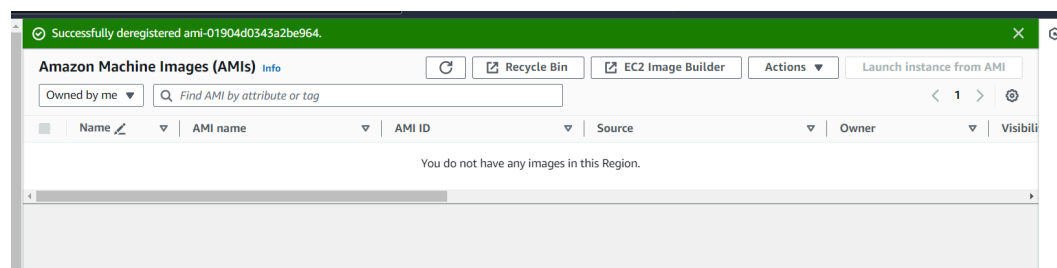 Successfully deregistered ami-01904d0343a2be964.
Amazon Machine Images (AMIs) Info
Recycle Bin
EC2 Image Builder
Actions
Launch instance from AMI
Owned by me
Find AMI by attribute or tag
1
Name
AMI name
AMI ID
Source
Owner
Visibili
You do not have any images in this Region.